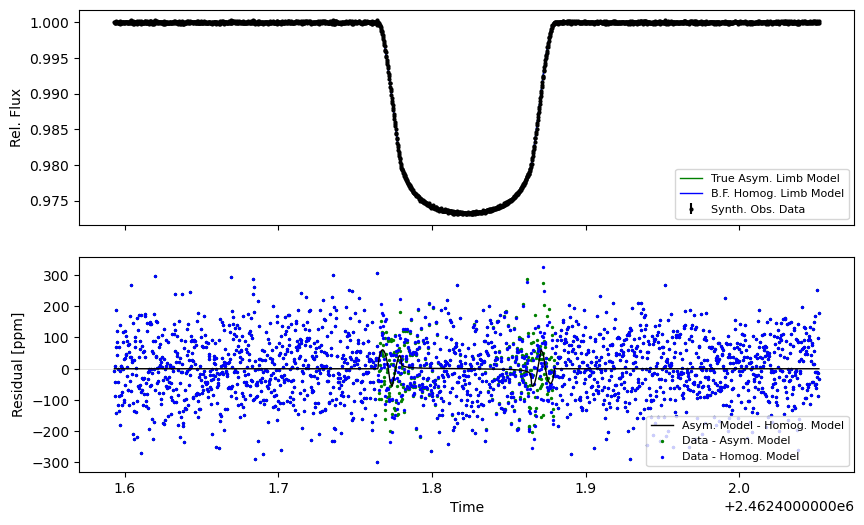 1.000
0.995
0.990
0.985
0.980
0.975
Rel. Flux
True Asym. Limb Model
B.F. Homog. Limb Model
Synth. Obs. Data
300
200
100
0
−100
−200
−300
Residual [ppm]
Asym. Model - Homog. Model
Data - Asym. Model
Data - Homog. Model
1.6 1.7 1.8 1.9 2.0
Time
+2.4624000000e6